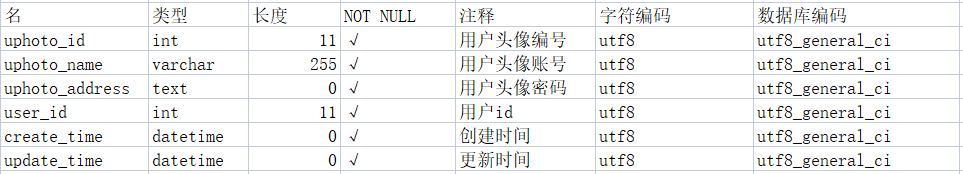 名 类型 长度 NOT NULL 注释 字符编码 数据库编码
uphoto_id int 11 √ 用户头像编号 utf8 utf8_general_ci
uphoto_name varchar 255 √ 用户头像账号 utf8 utf8_general_ci
uphoto_address text 0 √ 用户头像密码 utf8 utf8_general_ci
user_id int 11 √ 用户id utf8 utf8_general_ci
create_time datetime 0 √ 创建时间 utf8 utf8_general_ci
update_time datetime 0 √ 更新时间 utf8 utf8_general_ci